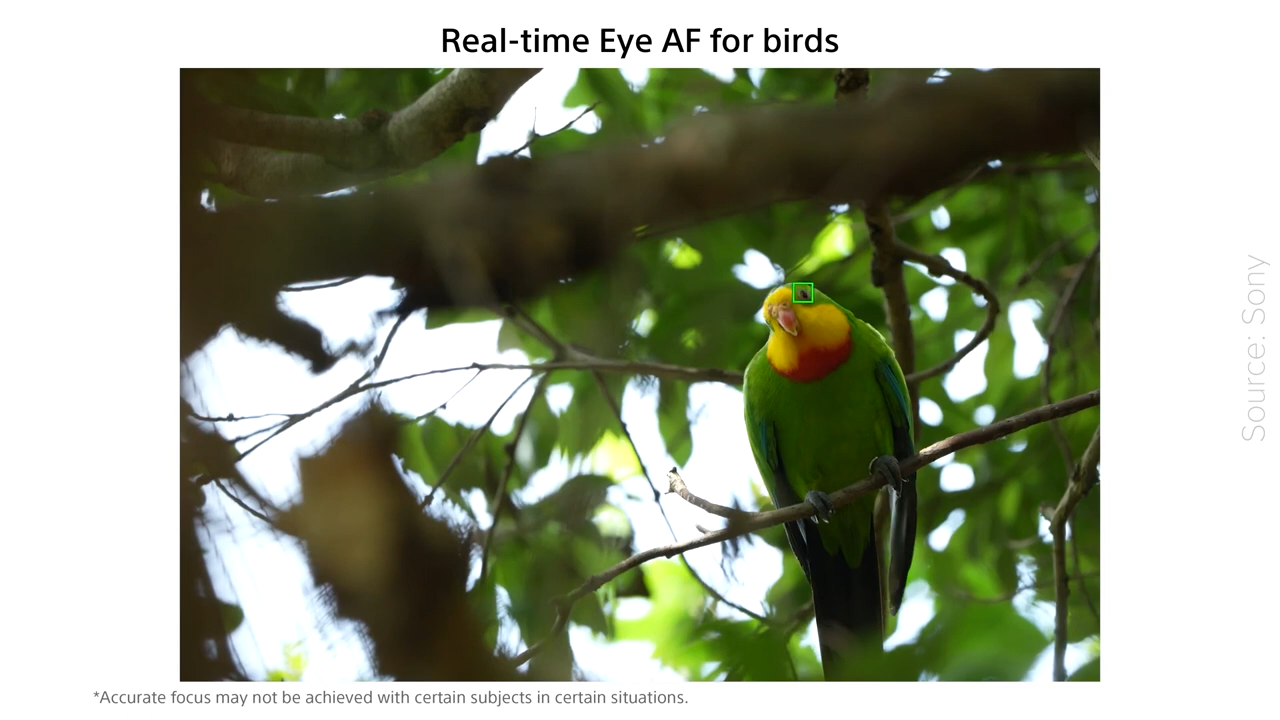 Real-time Eye AF for birds
Source: Sony
*Accurate focus may not be achieved with certain subjects in certain situations.